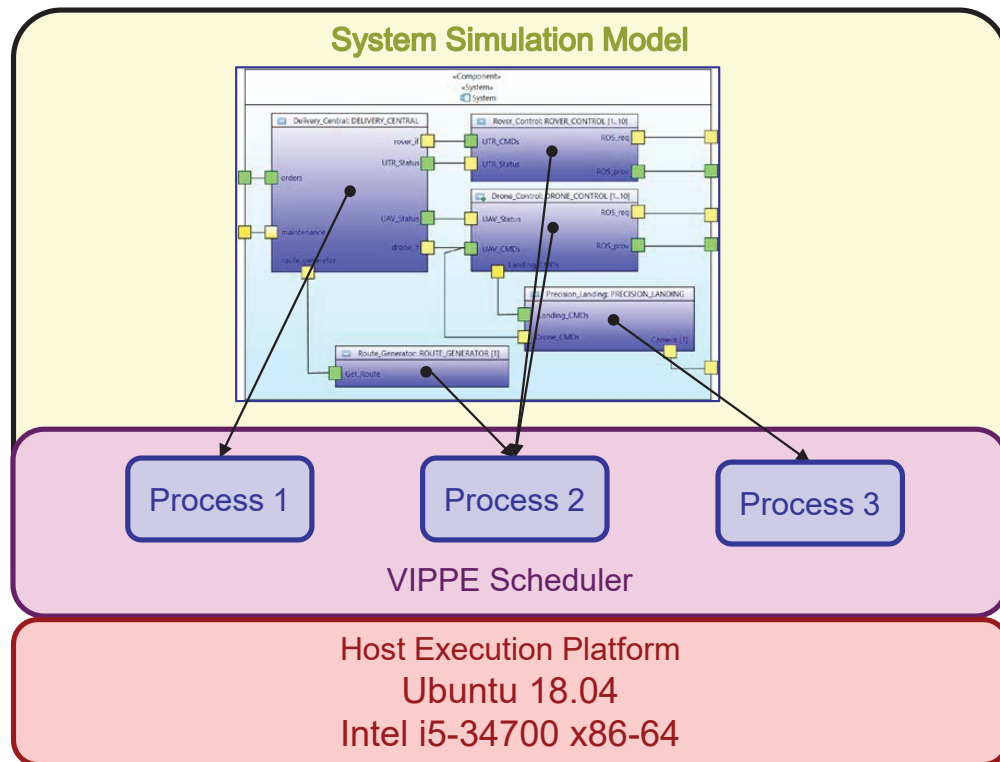 System Simulation Model
«Component»
«System»
System
Delivery_Central: DELIVERY_CENTRAL
rover_if
UTR_Status
orders
UAV_Status
drone_if
maintenance
route_generator
Rover_Control: ROVER_CONTROL [1..10]
UTR_CMDs
ROS_req
UTR_Status
ROS_prov
Drone_Control: DRONE_CONTROL [1..10]
UAV_Status
ROS_req
UAV_CMDs
ROS_prov
Landing_CMDs
Precision_Landing: PRECISION_LANDING
Landing_CMDs
Drone_CMDs
Camera [1]
Route_Generator: ROUTE_GENERATOR [1]
Get_Route
Process 1
Process 2
Process 3
VIPPE Scheduler
Host Execution Platform
Ubuntu 18.04
Intel i5-34700 x86-64